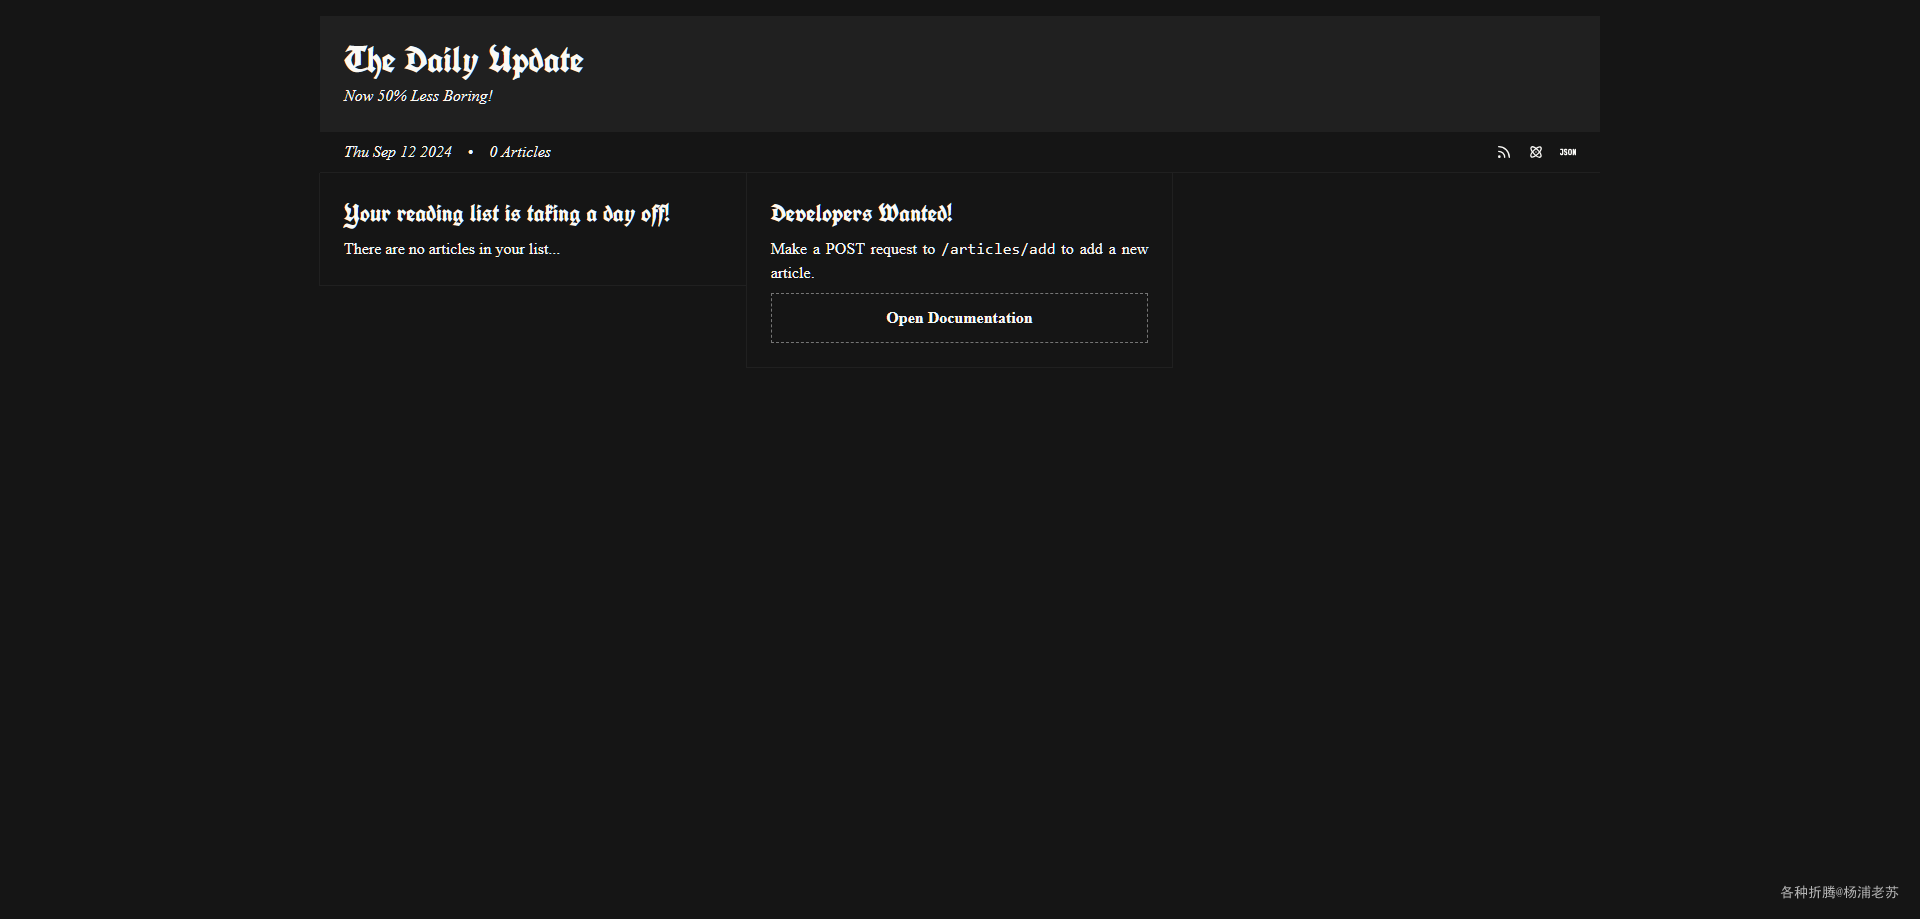 The Daily Update
Now 50% Less Boring!
Thu Sep 12 2024 • 0 Articles JSON
Your reading list is taking a day off!
There are no articles in your list...
Developers Wanted!
Make a POST request to /articles/add to add a new
article.
Open Documentation
各种折腾@杨浦老苏